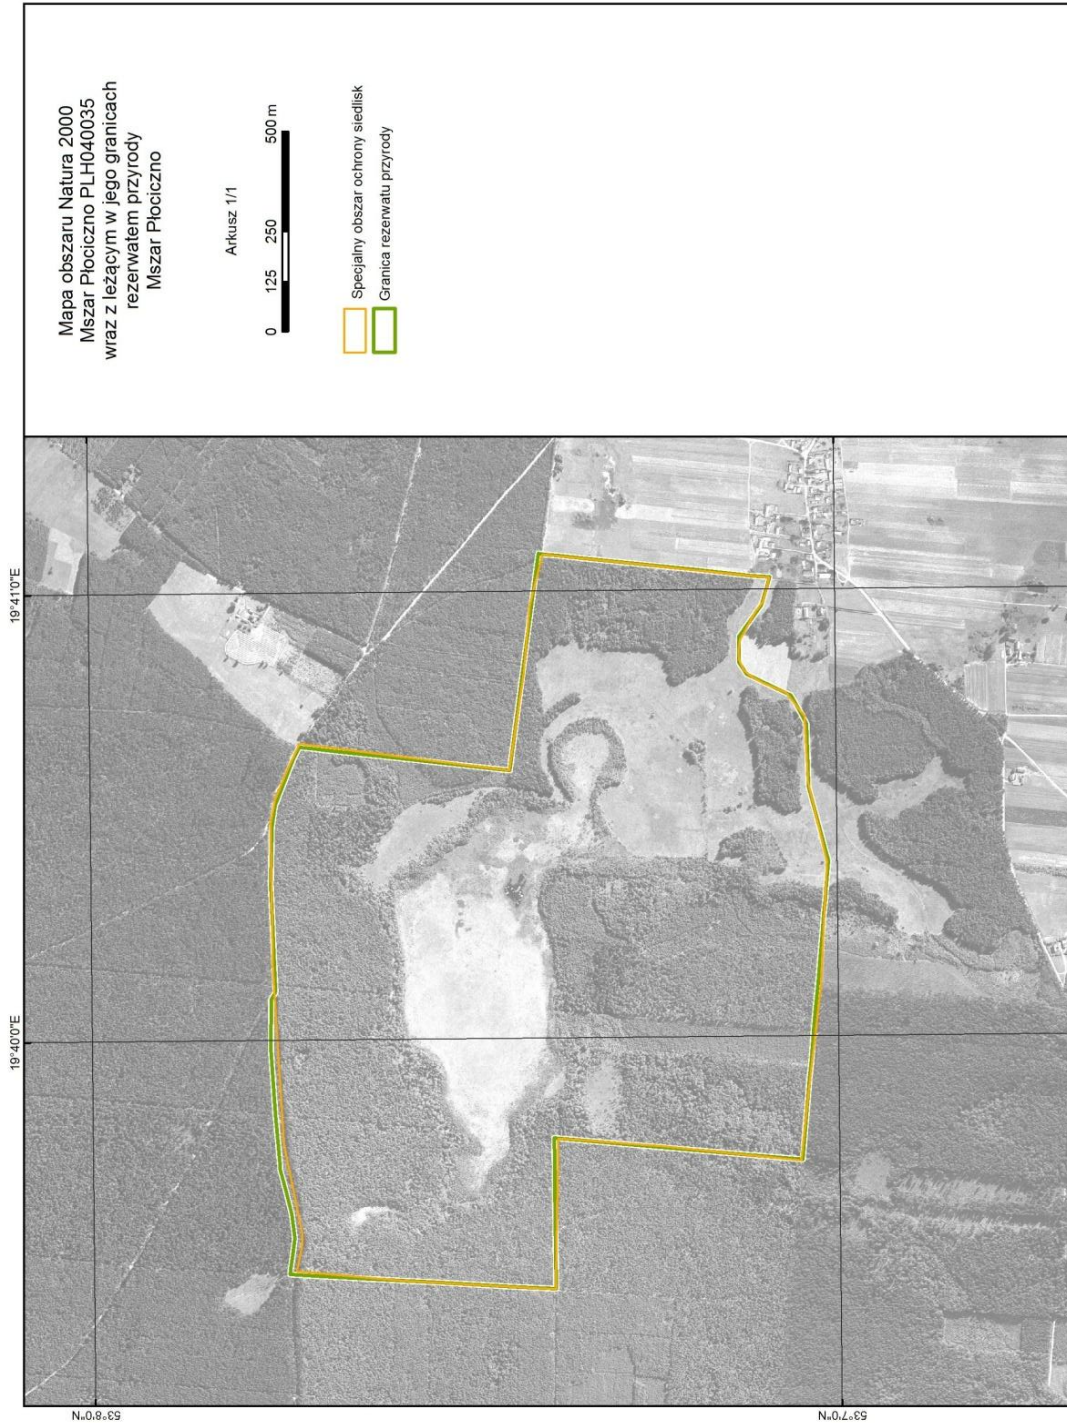 Mapa obszaru Natura 2000
Mszar Płociczno PLH040035
wraz z leżącym w jego granicach
rezerwatem przyrody
Mszar Płociczno
Arkusz 1/1
0 125 250 500 m
Specjalny obszar ochrony siedlisk
Granica rezerwatu przyrody
19°41'0"E
19°40'0"E
53°8'0"N
53°7'0"N